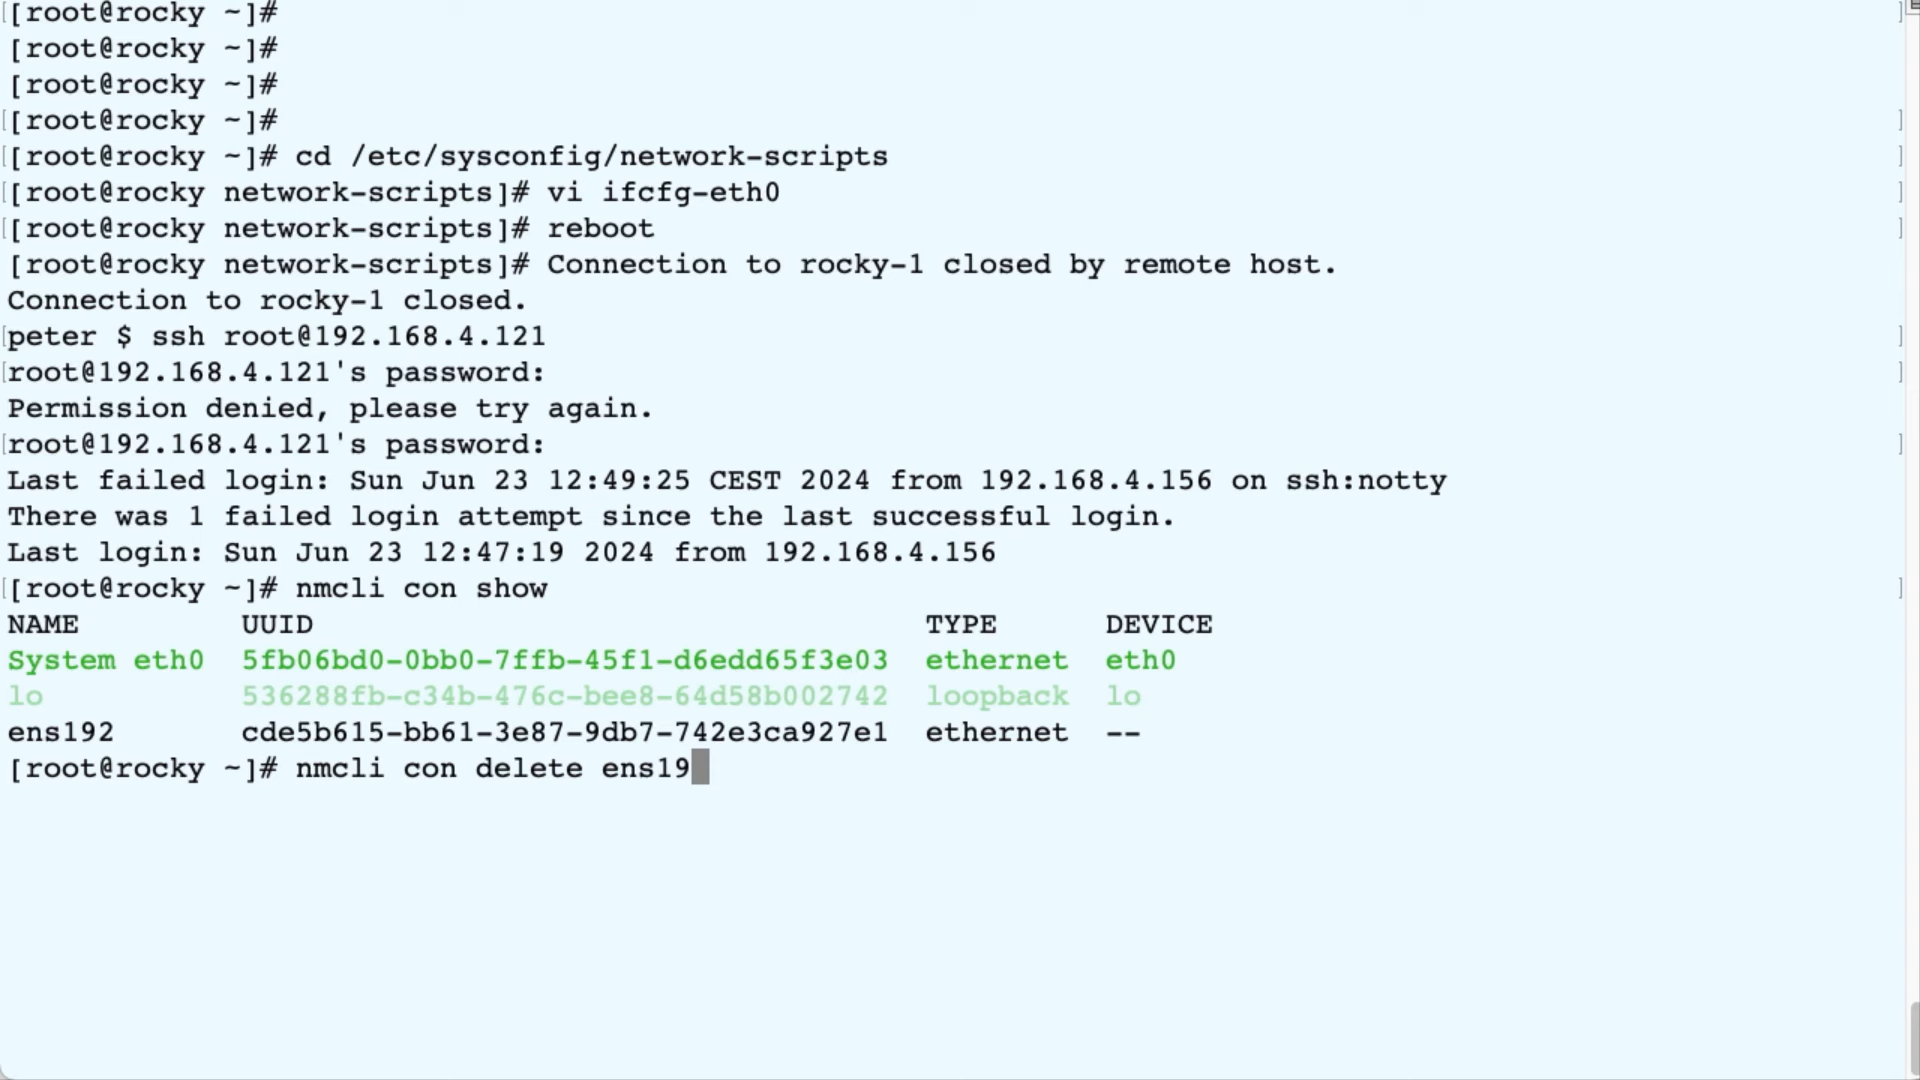 [[root@rocky ~]# ]
[root@rocky ~]#
[root@rocky ~]#
[[root@rocky ~]# ]
[[root@rocky ~]# cd /etc/sysconfig/network-scripts ]
[[root@rocky network-scripts]# vi ifcfg-eth0 ]
[[root@rocky network-scripts]# reboot ]
[root@rocky network-scripts]# Connection to rocky-1 closed by remote host.
Connection to rocky-1 closed.
[peter $ ssh root@192.168.4.121 ]
[root@192.168.4.121's password: ]
Permission denied, please try again.
[root@192.168.4.121's password: ]
Last failed login: Sun Jun 23 12:49:25 CEST 2024 from 192.168.4.156 on ssh:notty
There was 1 failed login attempt since the last successful login.
Last login: Sun Jun 23 12:47:19 2024 from 192.168.4.156
[[root@rocky ~]# nmcli con show ]
NAME UUID TYPE DEVICE
System eth0 5fb06bd0-0bb0-7ffb-45f1-d6edd65f3e03 ethernet eth0
lo 536288fb-c34b-476c-bee8-64d58b002742 loopback lo
ens192 cde5b615-bb61-3e87-9db7-742e3ca927e1 ethernet --
[root@rocky ~]# nmcli con delete ens19